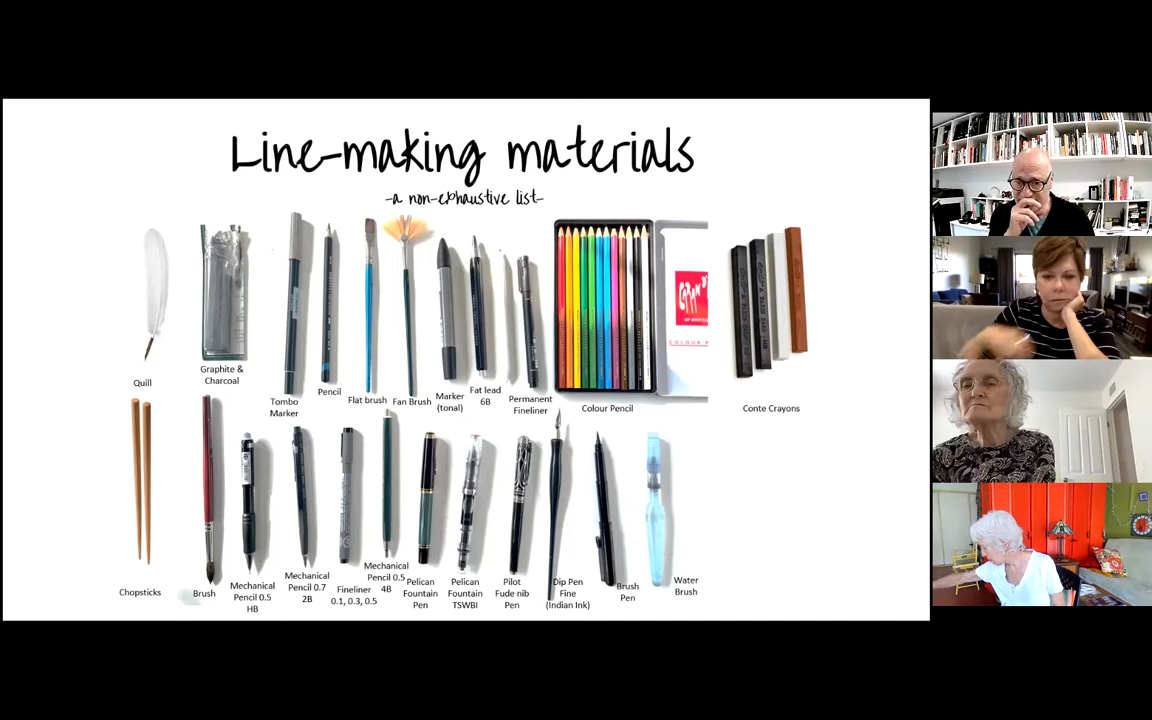 Line-making materials
-a non-exhaustive list-
Quill
Graphite &
Charcoal
Tombo
Marker
Pencil
Flat brush
Fan Brush
Marker
(tonal)
Fat lead
6B
Permanent
Fineliner
Colour Pencil
Conte Crayons
COLOUR P
Chopsticks
Brush
Mechanical
Pencil 0.5
HB
Mechanical
Pencil 0.7
2B
Fineliner
0.1, 0.3, 0.5
Mechanical
Pencil 0.5
4B
Pelican
Fountain
Pen
Pelican
Fountain
TSWBI
Pilot
Fude nib
Pen
Dip Pen
Fine
(Indian Ink)
Brush
Pen
Water
Brush